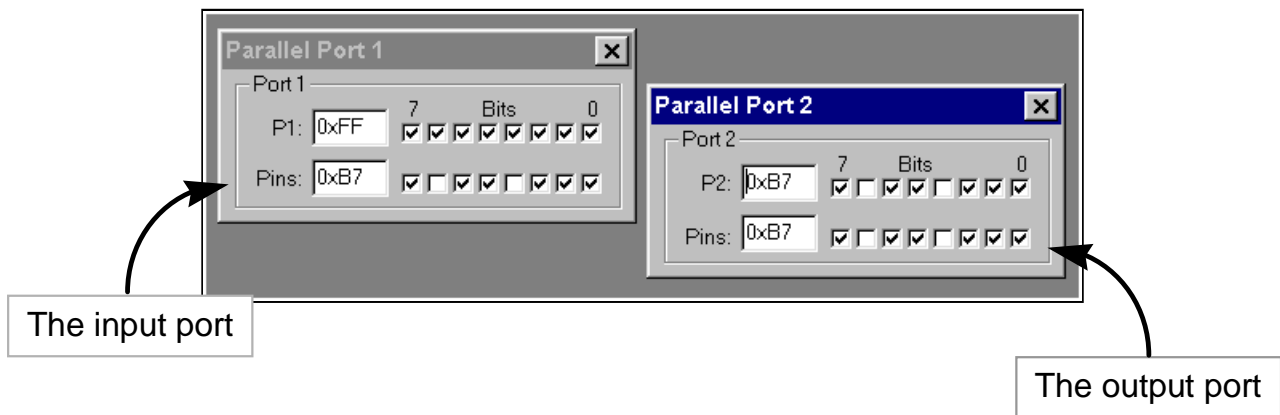 Parallel Port 1
Port 1
7 Bits 0
P1: 0xFF
Pins: 0xB7
Parallel Port 2
Port 2
7 Bits 0
P2: 0xB7
Pins: 0xB7
The input port
The output port